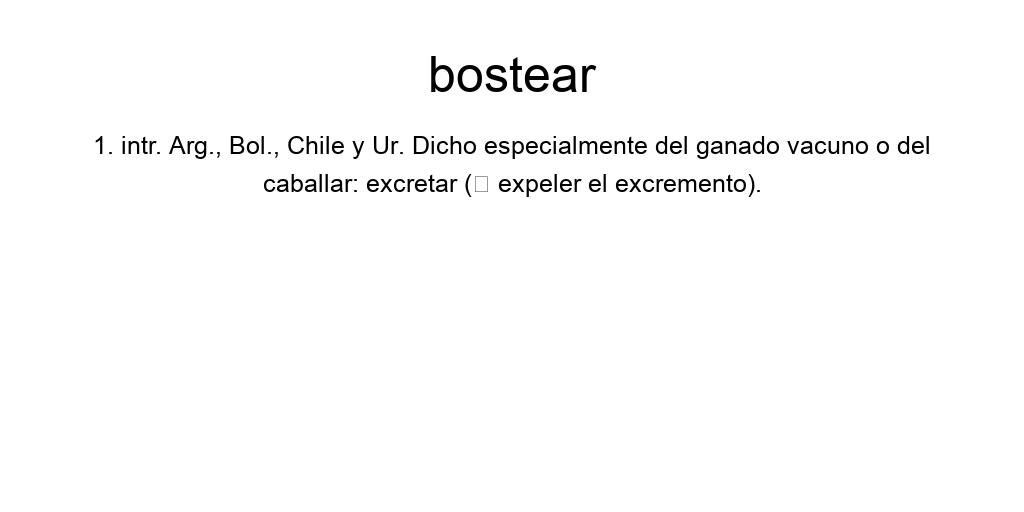 bostear
1. intr. Arg., Bol., Chile y Ur. Dicho especialmente del ganado vacuno o del
caballar: excretar (□ expeler el excremento).